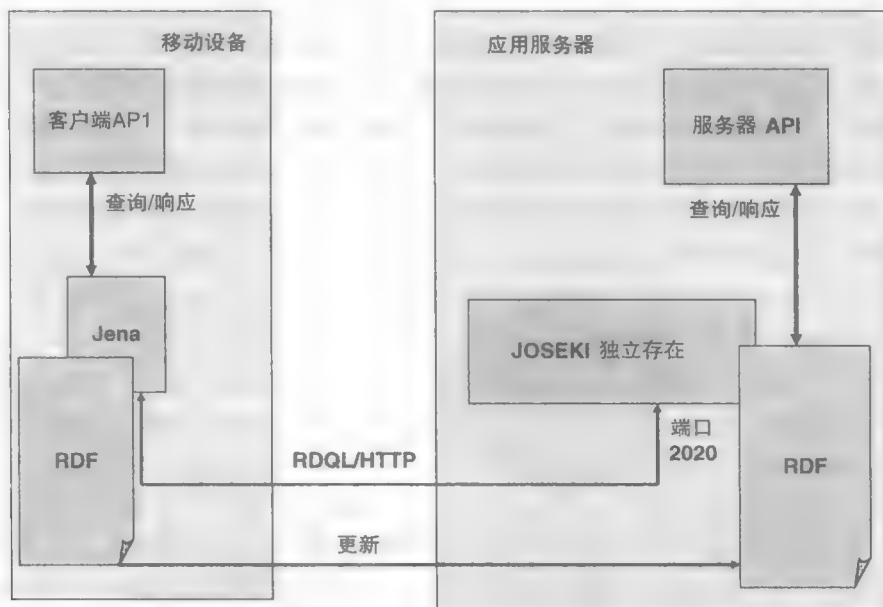 移动设备
应用服务器
客户端AP1
服务器 API
查询/响应
查询/响应
Jena
JOSEKI 独立存在
RDF
RDQL/HTTP
端口
2020
RDF
更新